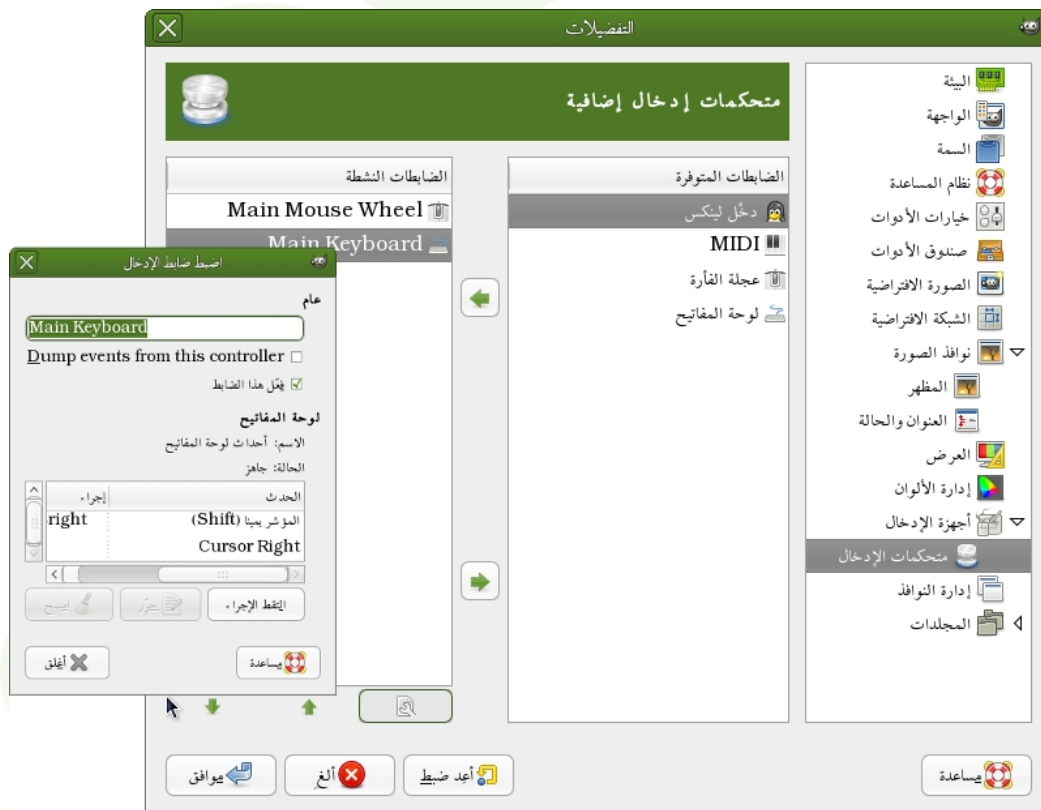 التفضيلات
البيئة
الواجهة
السمة
نظام المساعدة
خيارات الأدوات
صندوق الأدوات
الصورة الافتراضية
الشبكة الافتراضية
نوافذ الصورة
المظهر
العنوان والحالة
العرض
إدارة الألوان
أجهزة الإدخال
متحكمات الإدخال
إدارة النوافذ
المجلدات
متحكمات إدخال إضافية
الضابطات المتوفرة
دخْل لينكس
MIDI
عجلة الفأرة
لوحة المفاتيح
الضابطات النشطة
Main Mouse Wheel
Main Keyboard
اضبط ضابط الإدخال
عام
Main Keyboard
Dump events from this controller
فعّل هذا الضابط
لوحة المفاتيح
الاسم: أحداث لوحة المفاتيح
الحالة: جاهز
الحدث إجراء
المؤشر يمينا (Shift) right
Cursor Right
التقط الإجراء حرّر امسح
مساعدة أغلق
مساعدة أعِد ضبط ألغِ موافق